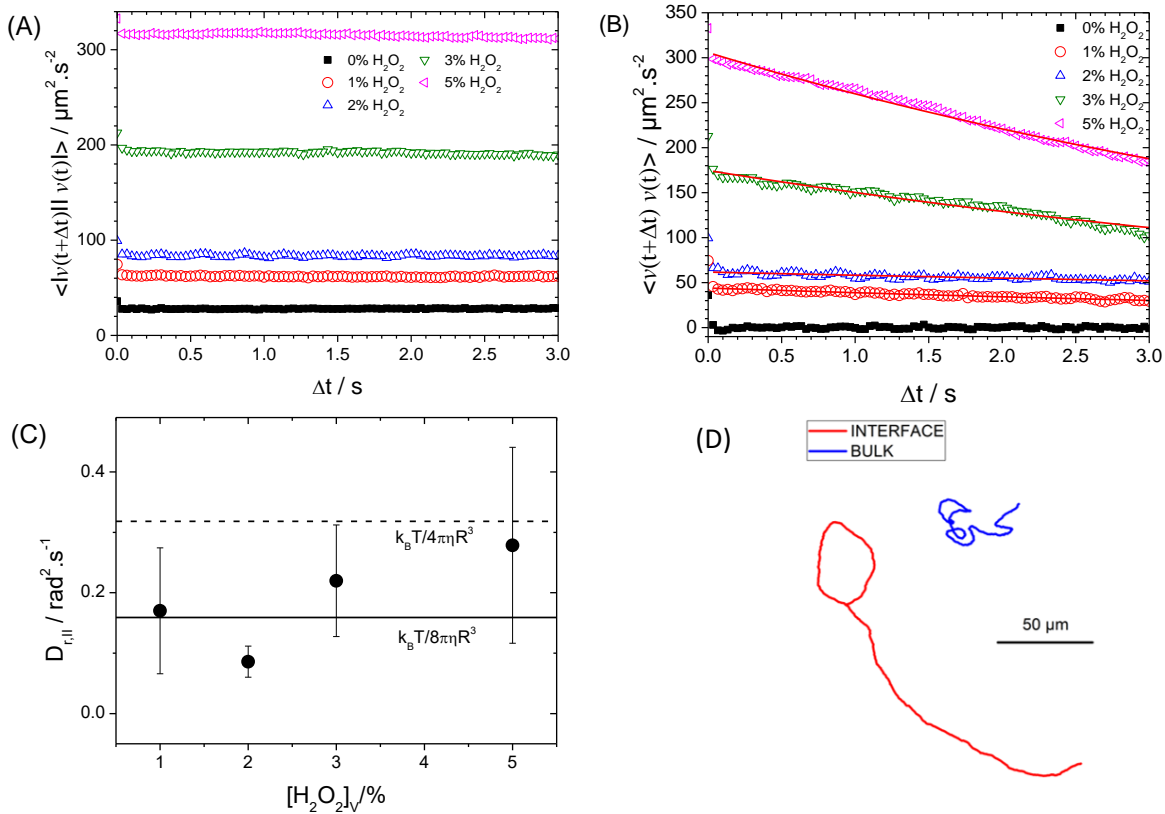 (A)
<|v(t+Δt)|| v(t)|> / µm².s⁻²
300
200
100
0
0% H₂O₂
3% H₂O₂
1% H₂O₂
5% H₂O₂
2% H₂O₂
0.0 0.5 1.0 1.5 2.0 2.5 3.0
Δt / s
(B)
<v(t+Δt) v(t)> / µm².s⁻²
350
300
250
200
150
100
50
0
0% H₂O₂
1% H₂O₂
2% H₂O₂
3% H₂O₂
5% H₂O₂
0.0 0.5 1.0 1.5 2.0 2.5 3.0
Δt / s
(C)
D_r,II / rad².s⁻¹
0.4
0.2
0.0
k_BT/4πηR³
k_BT/8πηR³
1 2 3 4 5
[H₂O₂]_V/%
(D)
INTERFACE
BULK
50 µm